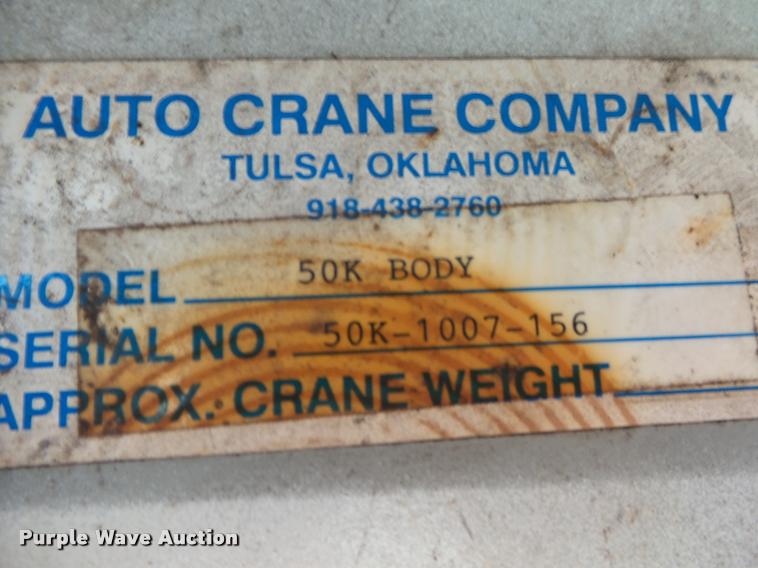 AUTO CRANE COMPANY
TULSA, OKLAHOMA
918-438-2760
MODEL 50K BODY
SERIAL NO. 50K-1007-156
APPROX. CRANE WEIGHT
Purple Wave Auction